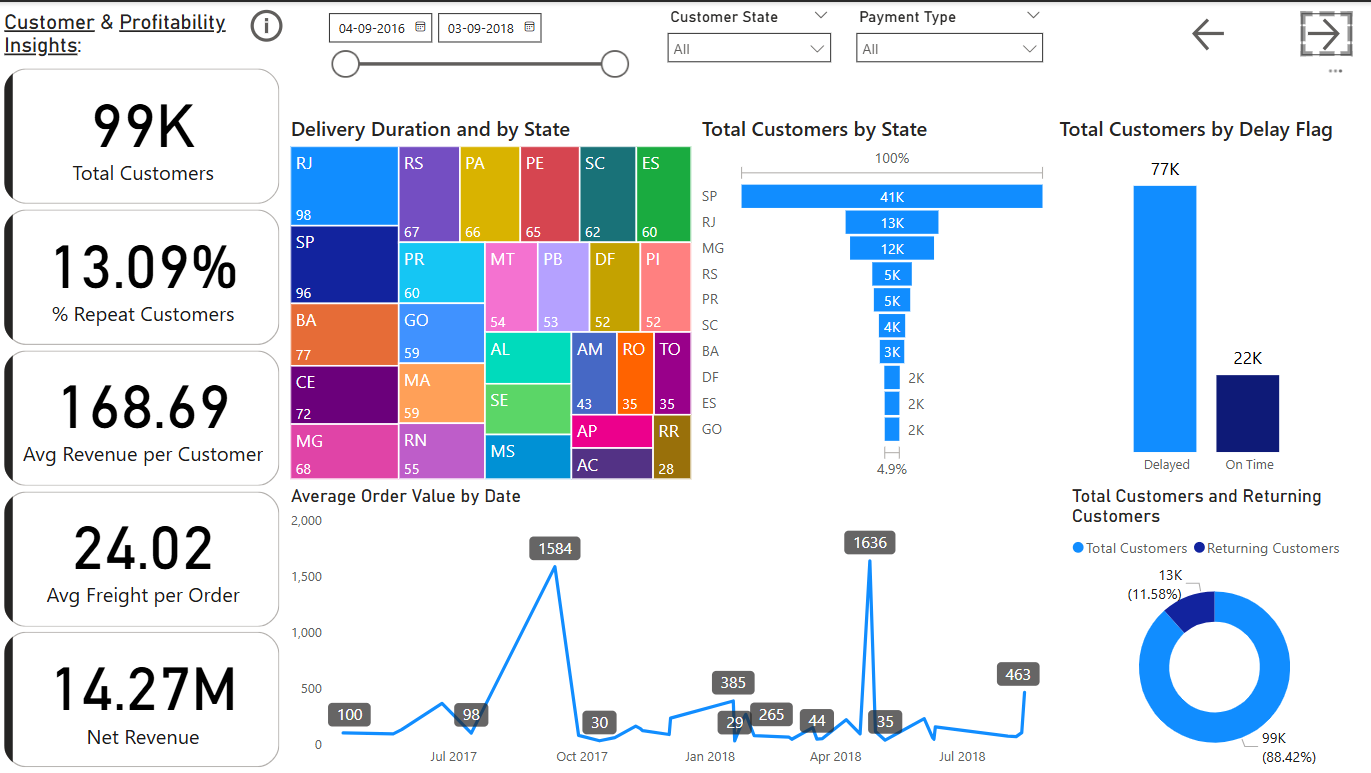 Customer & Profitability
Insights:
04-09-2016
03-09-2018
Customer State
All
Payment Type
All
99K
Total Customers
13.09%
% Repeat Customers
168.69
Avg Revenue per Customer
24.02
Avg Freight per Order
14.27M
Net Revenue
Delivery Duration and by State
RJ
98
SP
96
BA
77
CE
72
MG
68
RS
67
PA
66
PE
65
SC
62
ES
60
PR
60
GO
59
MA
59
RN
55
MT
54
PB
53
DF
52
PI
52
AL
SE
MS
AM
43
RO
35
TO
35
AP
AC
RR
28
Total Customers by State
100%
SP 41K
RJ 13K
MG 12K
RS 5K
PR 5K
SC 4K
BA 3K
DF 2K
ES 2K
GO 2K
4.9%
Total Customers by Delay Flag
77K
22K
Delayed On Time
Average Order Value by Date
2,000
1,500
1,000
500
0
100
98
1584
30
385
29
265
44
1636
35
463
Jul 2017 Oct 2017 Jan 2018 Apr 2018 Jul 2018
Total Customers and Returning
Customers
Total Customers Returning Customers
13K
(11.58%)
99K
(88.42%)